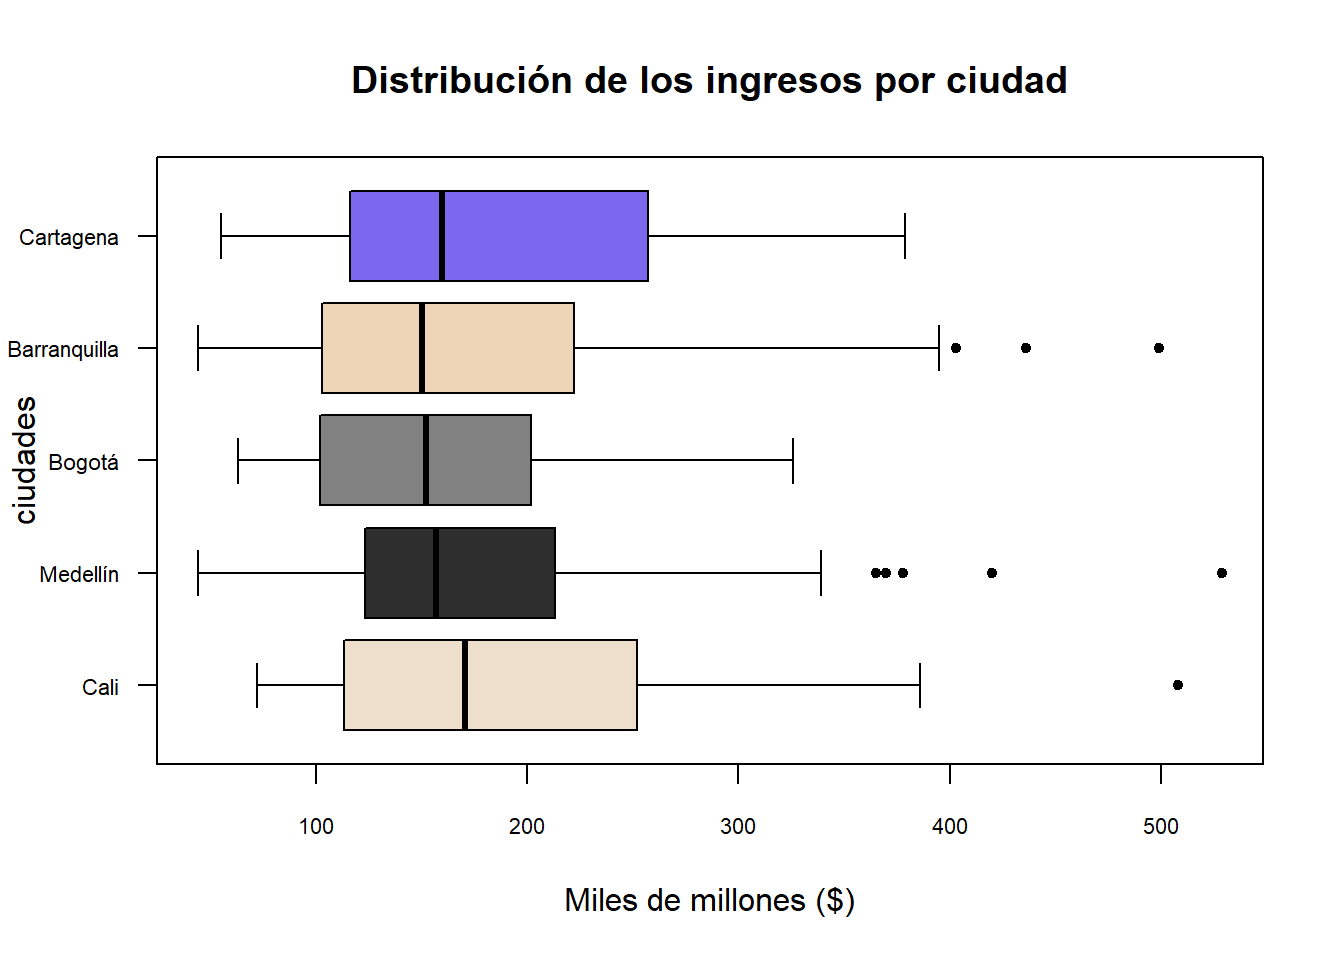 Distribución de los ingresos por ciudad
ciudades
Cartagena
Barranquilla
Bogotá
Medellín
Cali
100 200 300 400 500
Miles de millones ($)